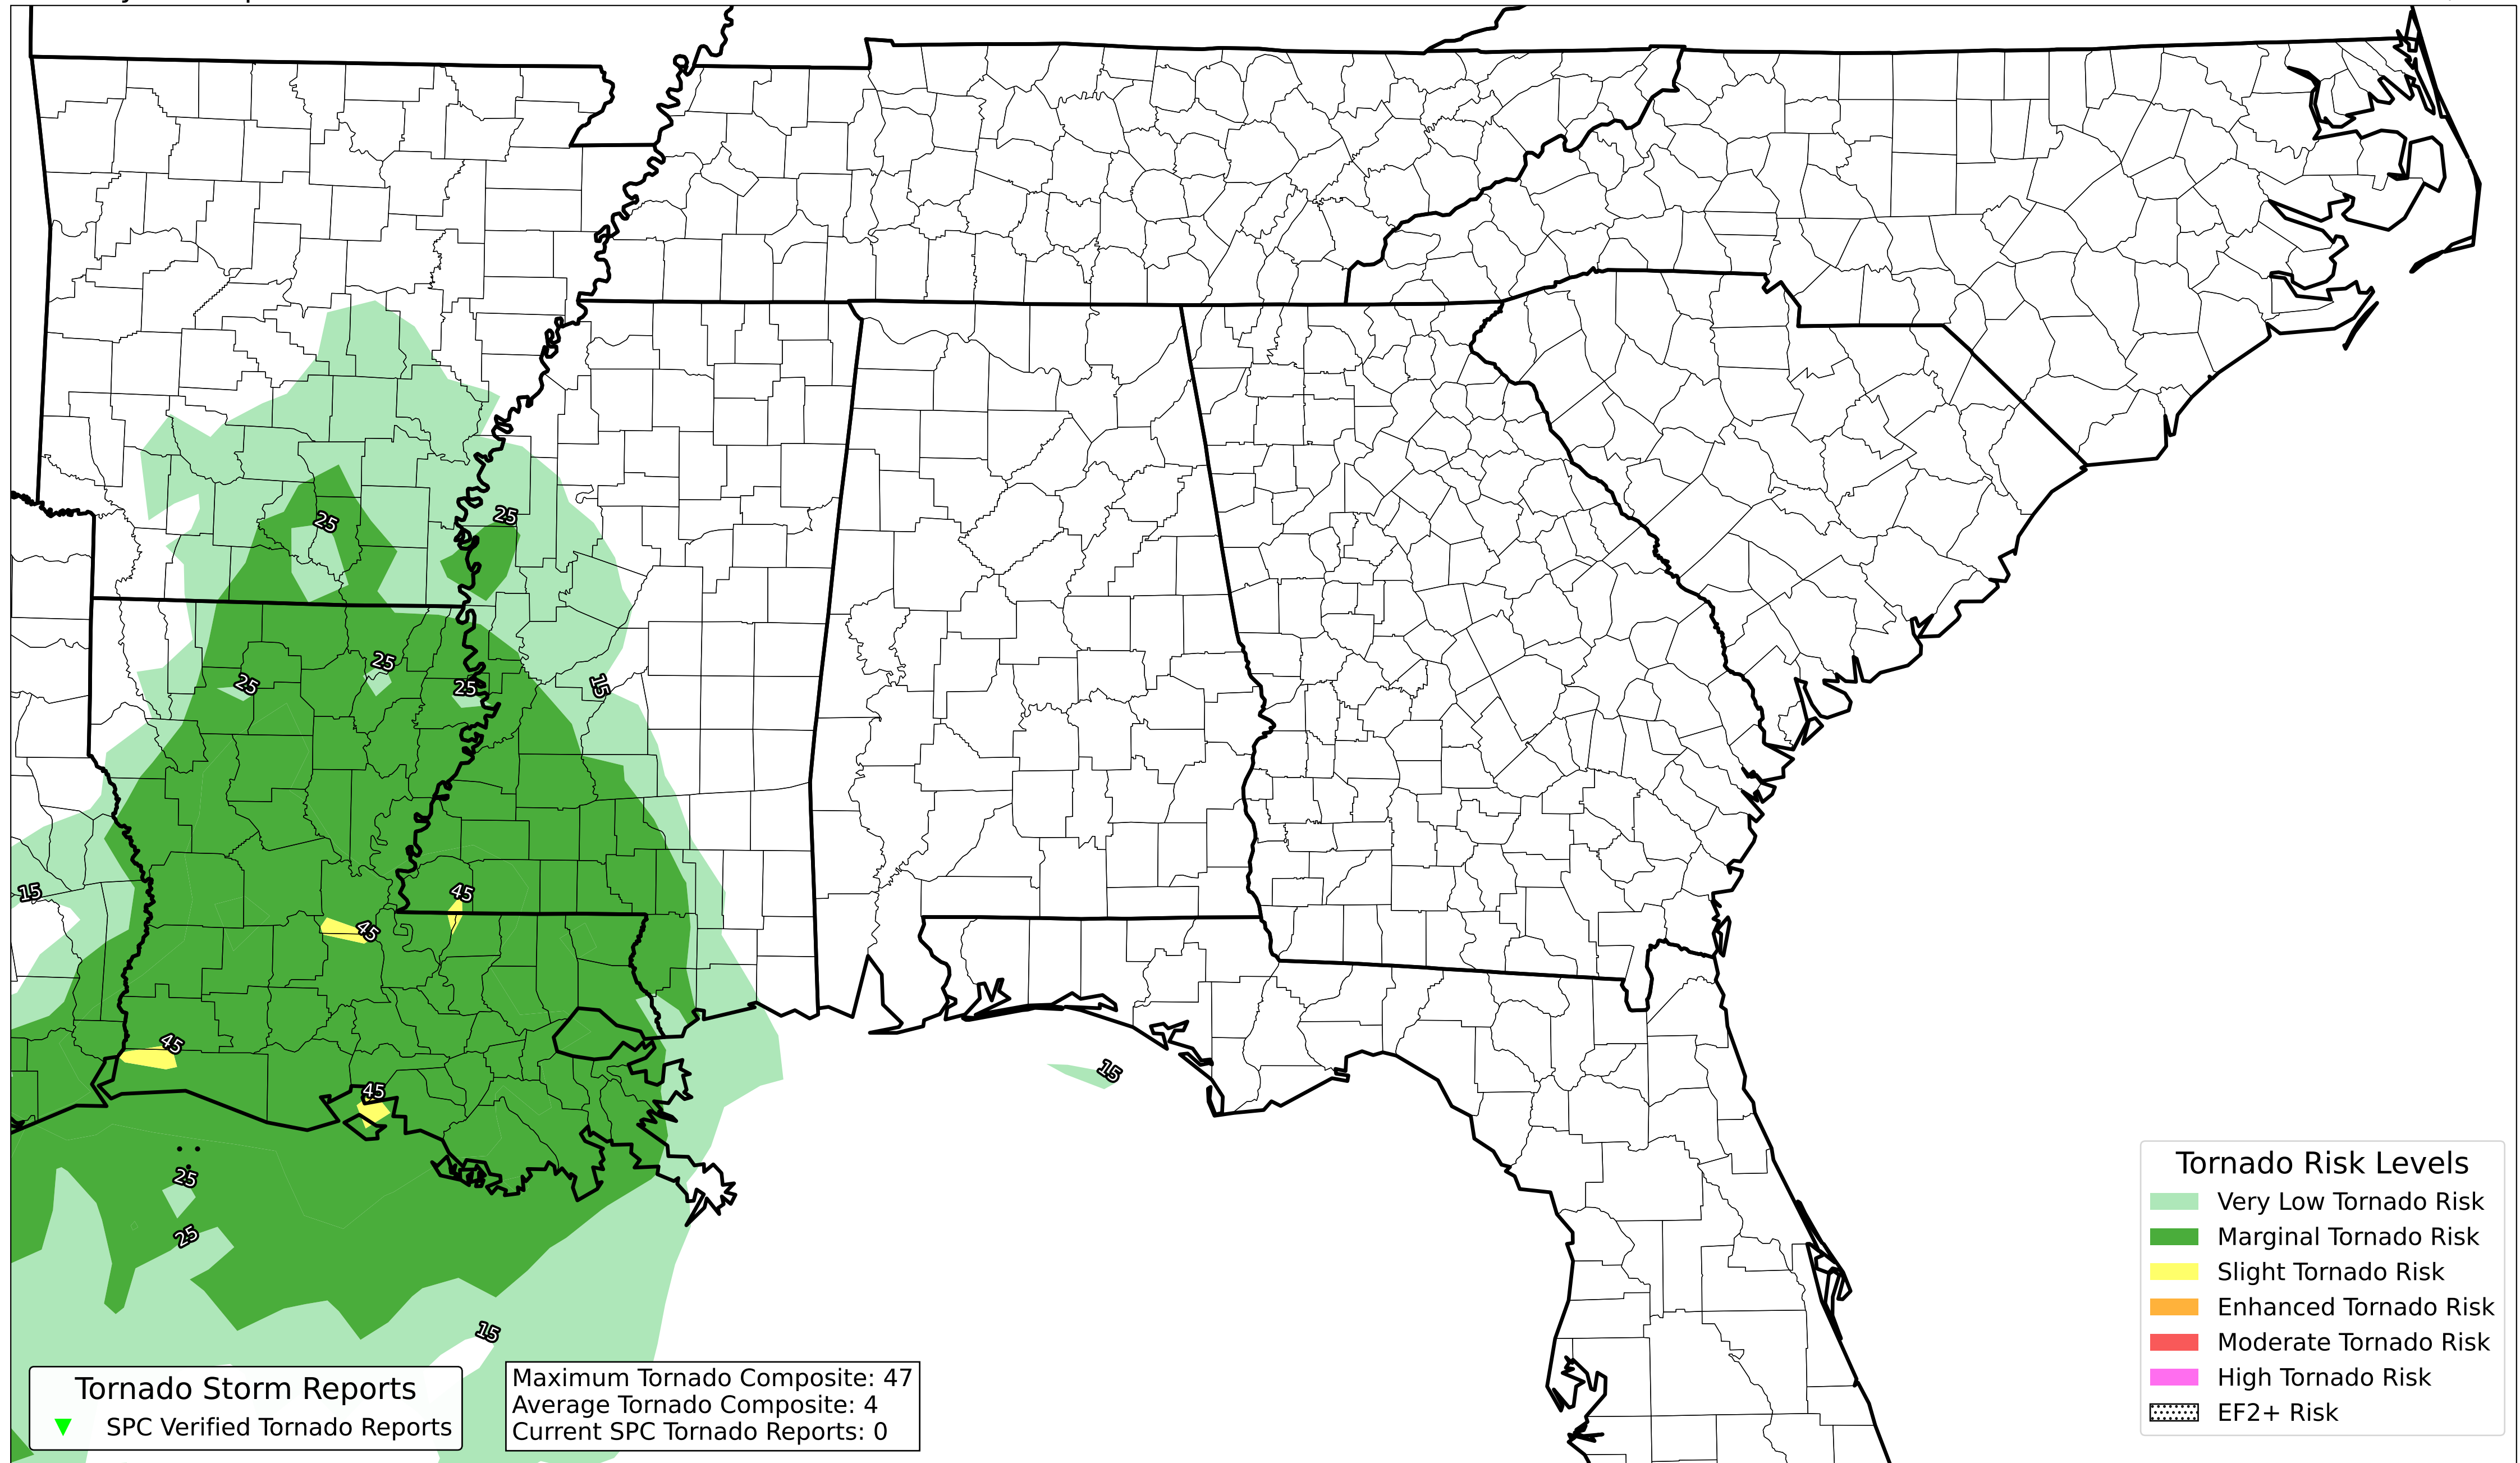 25
25
25
25
25
15
15
45
45
45
45
15
25
25
15
Tornado Storm Reports
SPC Verified Tornado Reports
Maximum Tornado Composite: 47
Average Tornado Composite: 4
Current SPC Tornado Reports: 0
Tornado Risk Levels
Very Low Tornado Risk
Marginal Tornado Risk
Slight Tornado Risk
Enhanced Tornado Risk
Moderate Tornado Risk
High Tornado Risk
EF2+ Risk